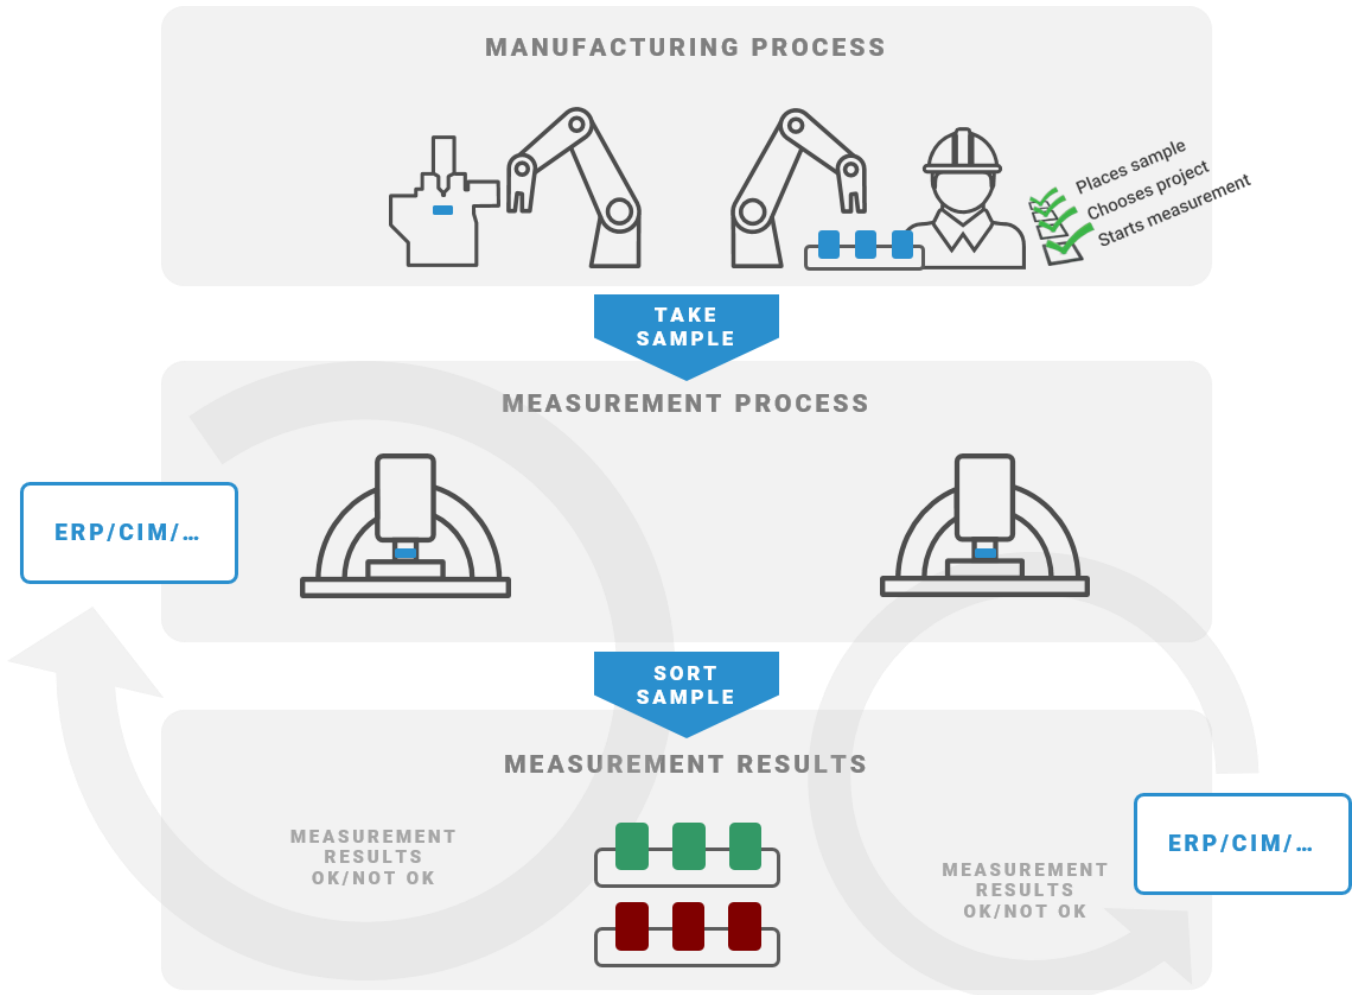 MANUFACTURING PROCESS
Places sample
Chooses project
Starts measurement
TAKE
SAMPLE
MEASUREMENT PROCESS
ERP/CIM/...
SORT
SAMPLE
MEASUREMENT RESULTS
MEASUREMENT
RESULTS
OK/NOT OK
ERP/CIM/...
MEASUREMENT
RESULTS
OK/NOT OK